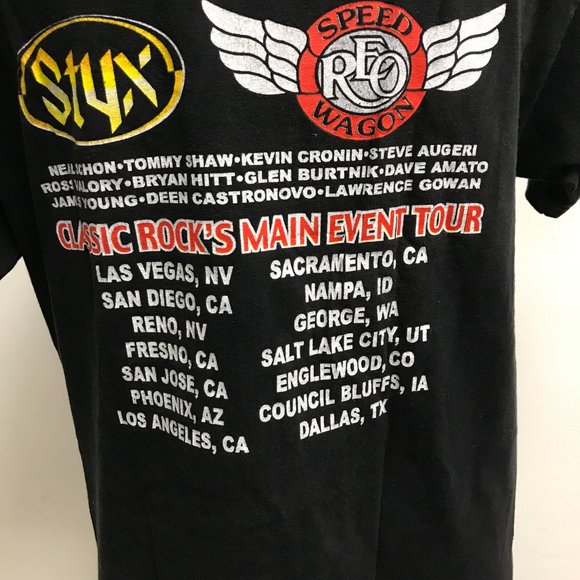 Styx
SPEED
REO
WAGON
NEAL SCHON•TOMMY SHAW•KEVIN CRONIN•STEVE AUGERI
ROSS VALORY•BRYAN HITT•GLEN BURTNIK•DAVE AMATO
JAMES YOUNG•DEEN CASTRONOVO•LAWRENCE GOWAN
CLASSIC ROCK'S MAIN EVENT TOUR
LAS VEGAS, NV
SAN DIEGO, CA
RENO, NV
FRESNO, CA
SAN JOSE, CA
PHOENIX, AZ
LOS ANGELES, CA
SACRAMENTO, CA
NAMPA, ID
GEORGE, WA
SALT LAKE CITY, UT
ENGLEWOOD, CO
COUNCIL BLUFFS, IA
DALLAS, TX